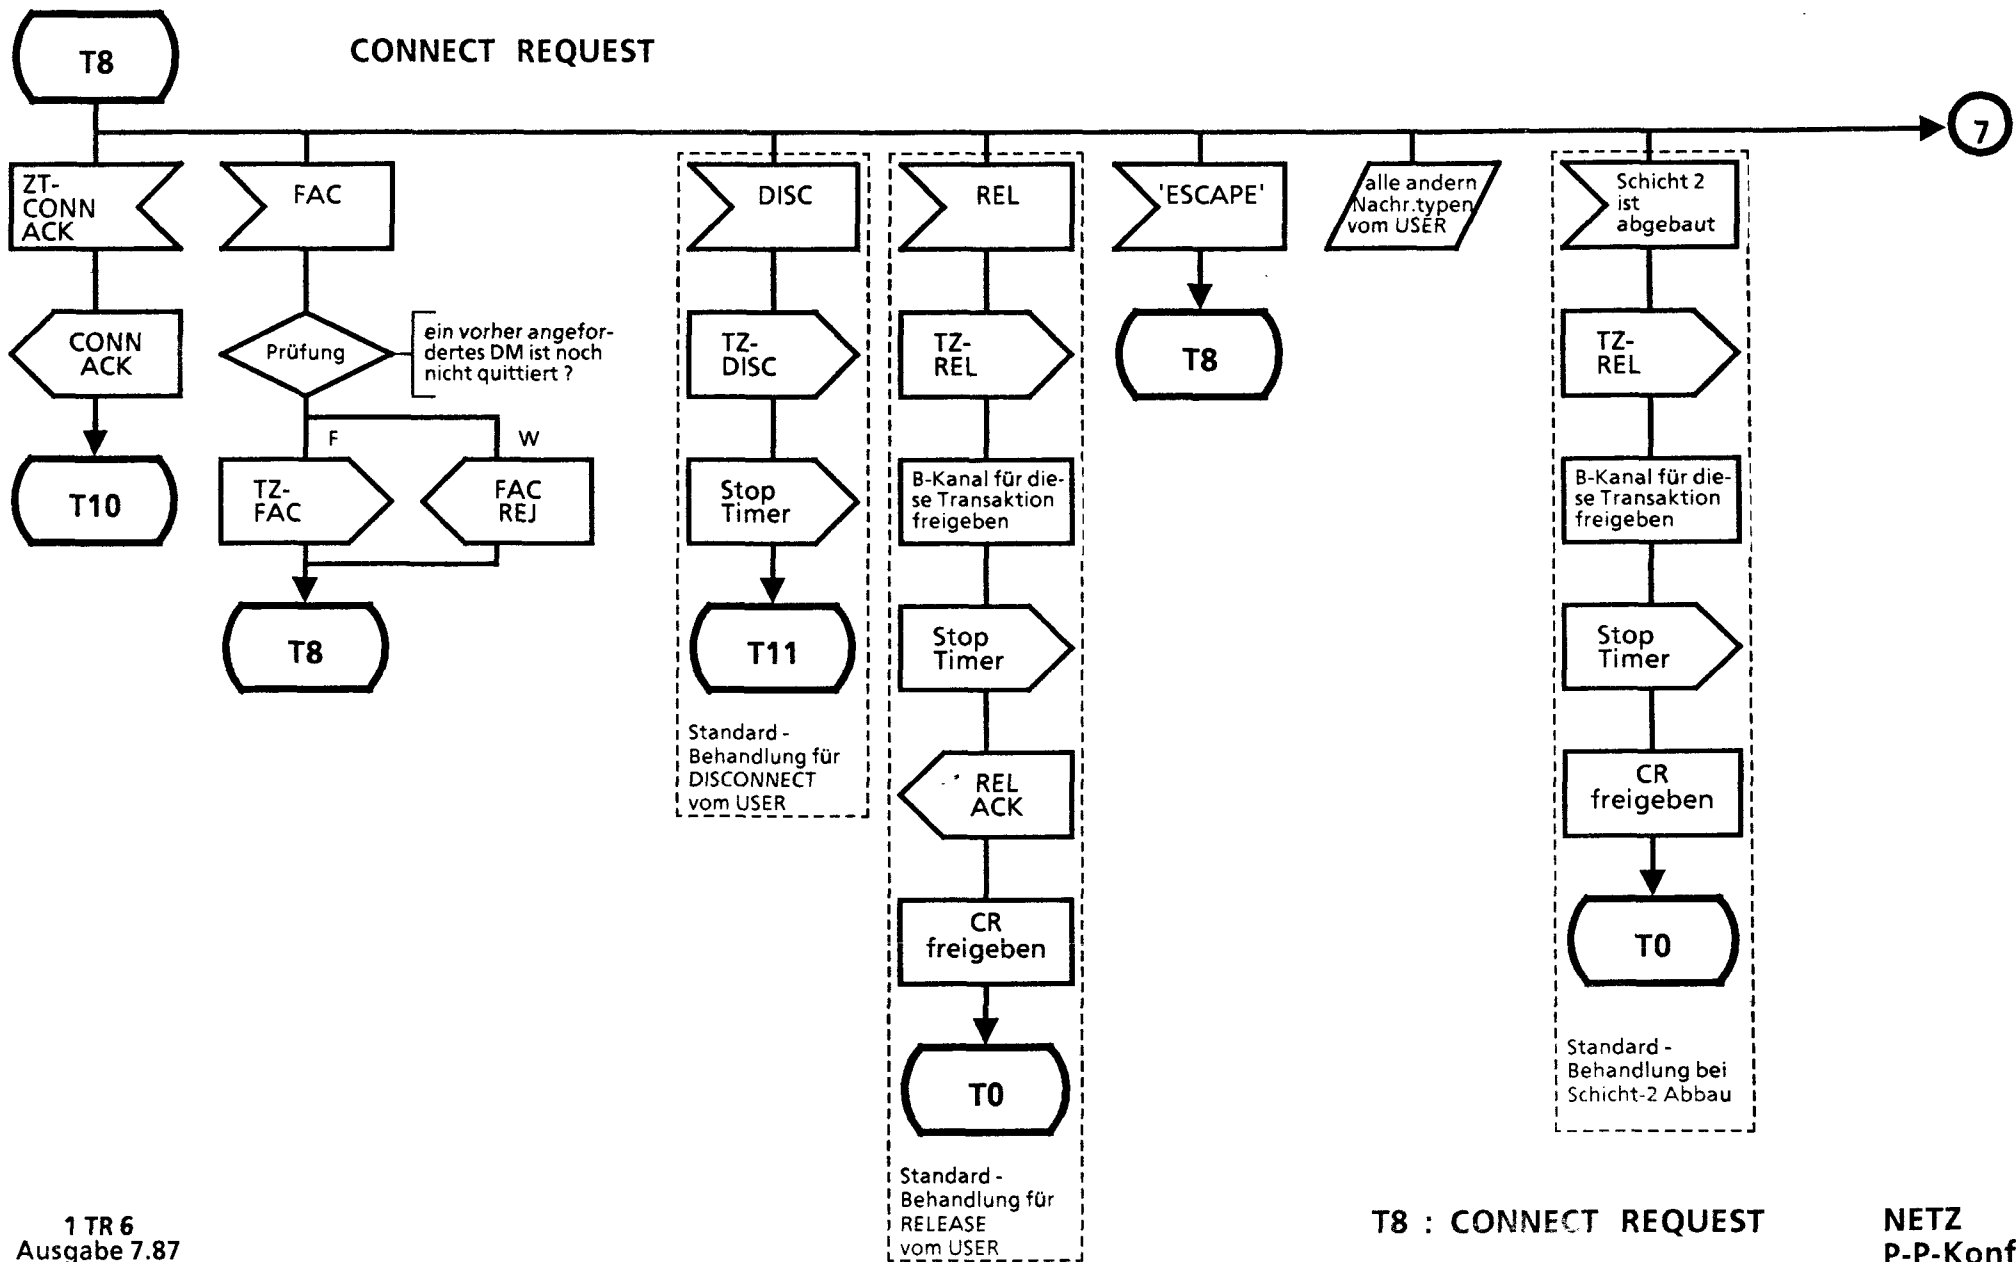 T8
CONNECT REQUEST
7
ZT-
CONN
ACK
CONN
ACK
T10
FAC
Prüfung
ein vorher angefor-
dertes DM ist noch
nicht quittiert ?
F
W
TZ-
FAC
FAC
REJ
T8
DISC
TZ-
DISC
Stop
Timer
T11
Standard -
Behandlung für
DISCONNECT
vom USER
REL
TZ-
REL
B-Kanal für die-
se Transaktion
freigeben
Stop
Timer
REL
ACK
CR
freigeben
T0
Standard -
Behandlung für
RELEASE
vom USER
'ESCAPE'
T8
alle andern
Nachr.typen
vom USER
Schicht 2
ist
abgebaut
TZ-
REL
B-Kanal für die-
se Transaktion
freigeben
Stop
Timer
CR
freigeben
T0
Standard -
Behandlung bei
Schicht-2 Abbau
1 TR 6
Ausgabe 7.87
T8 : CONNECT REQUEST
NETZ
P-P-Konf